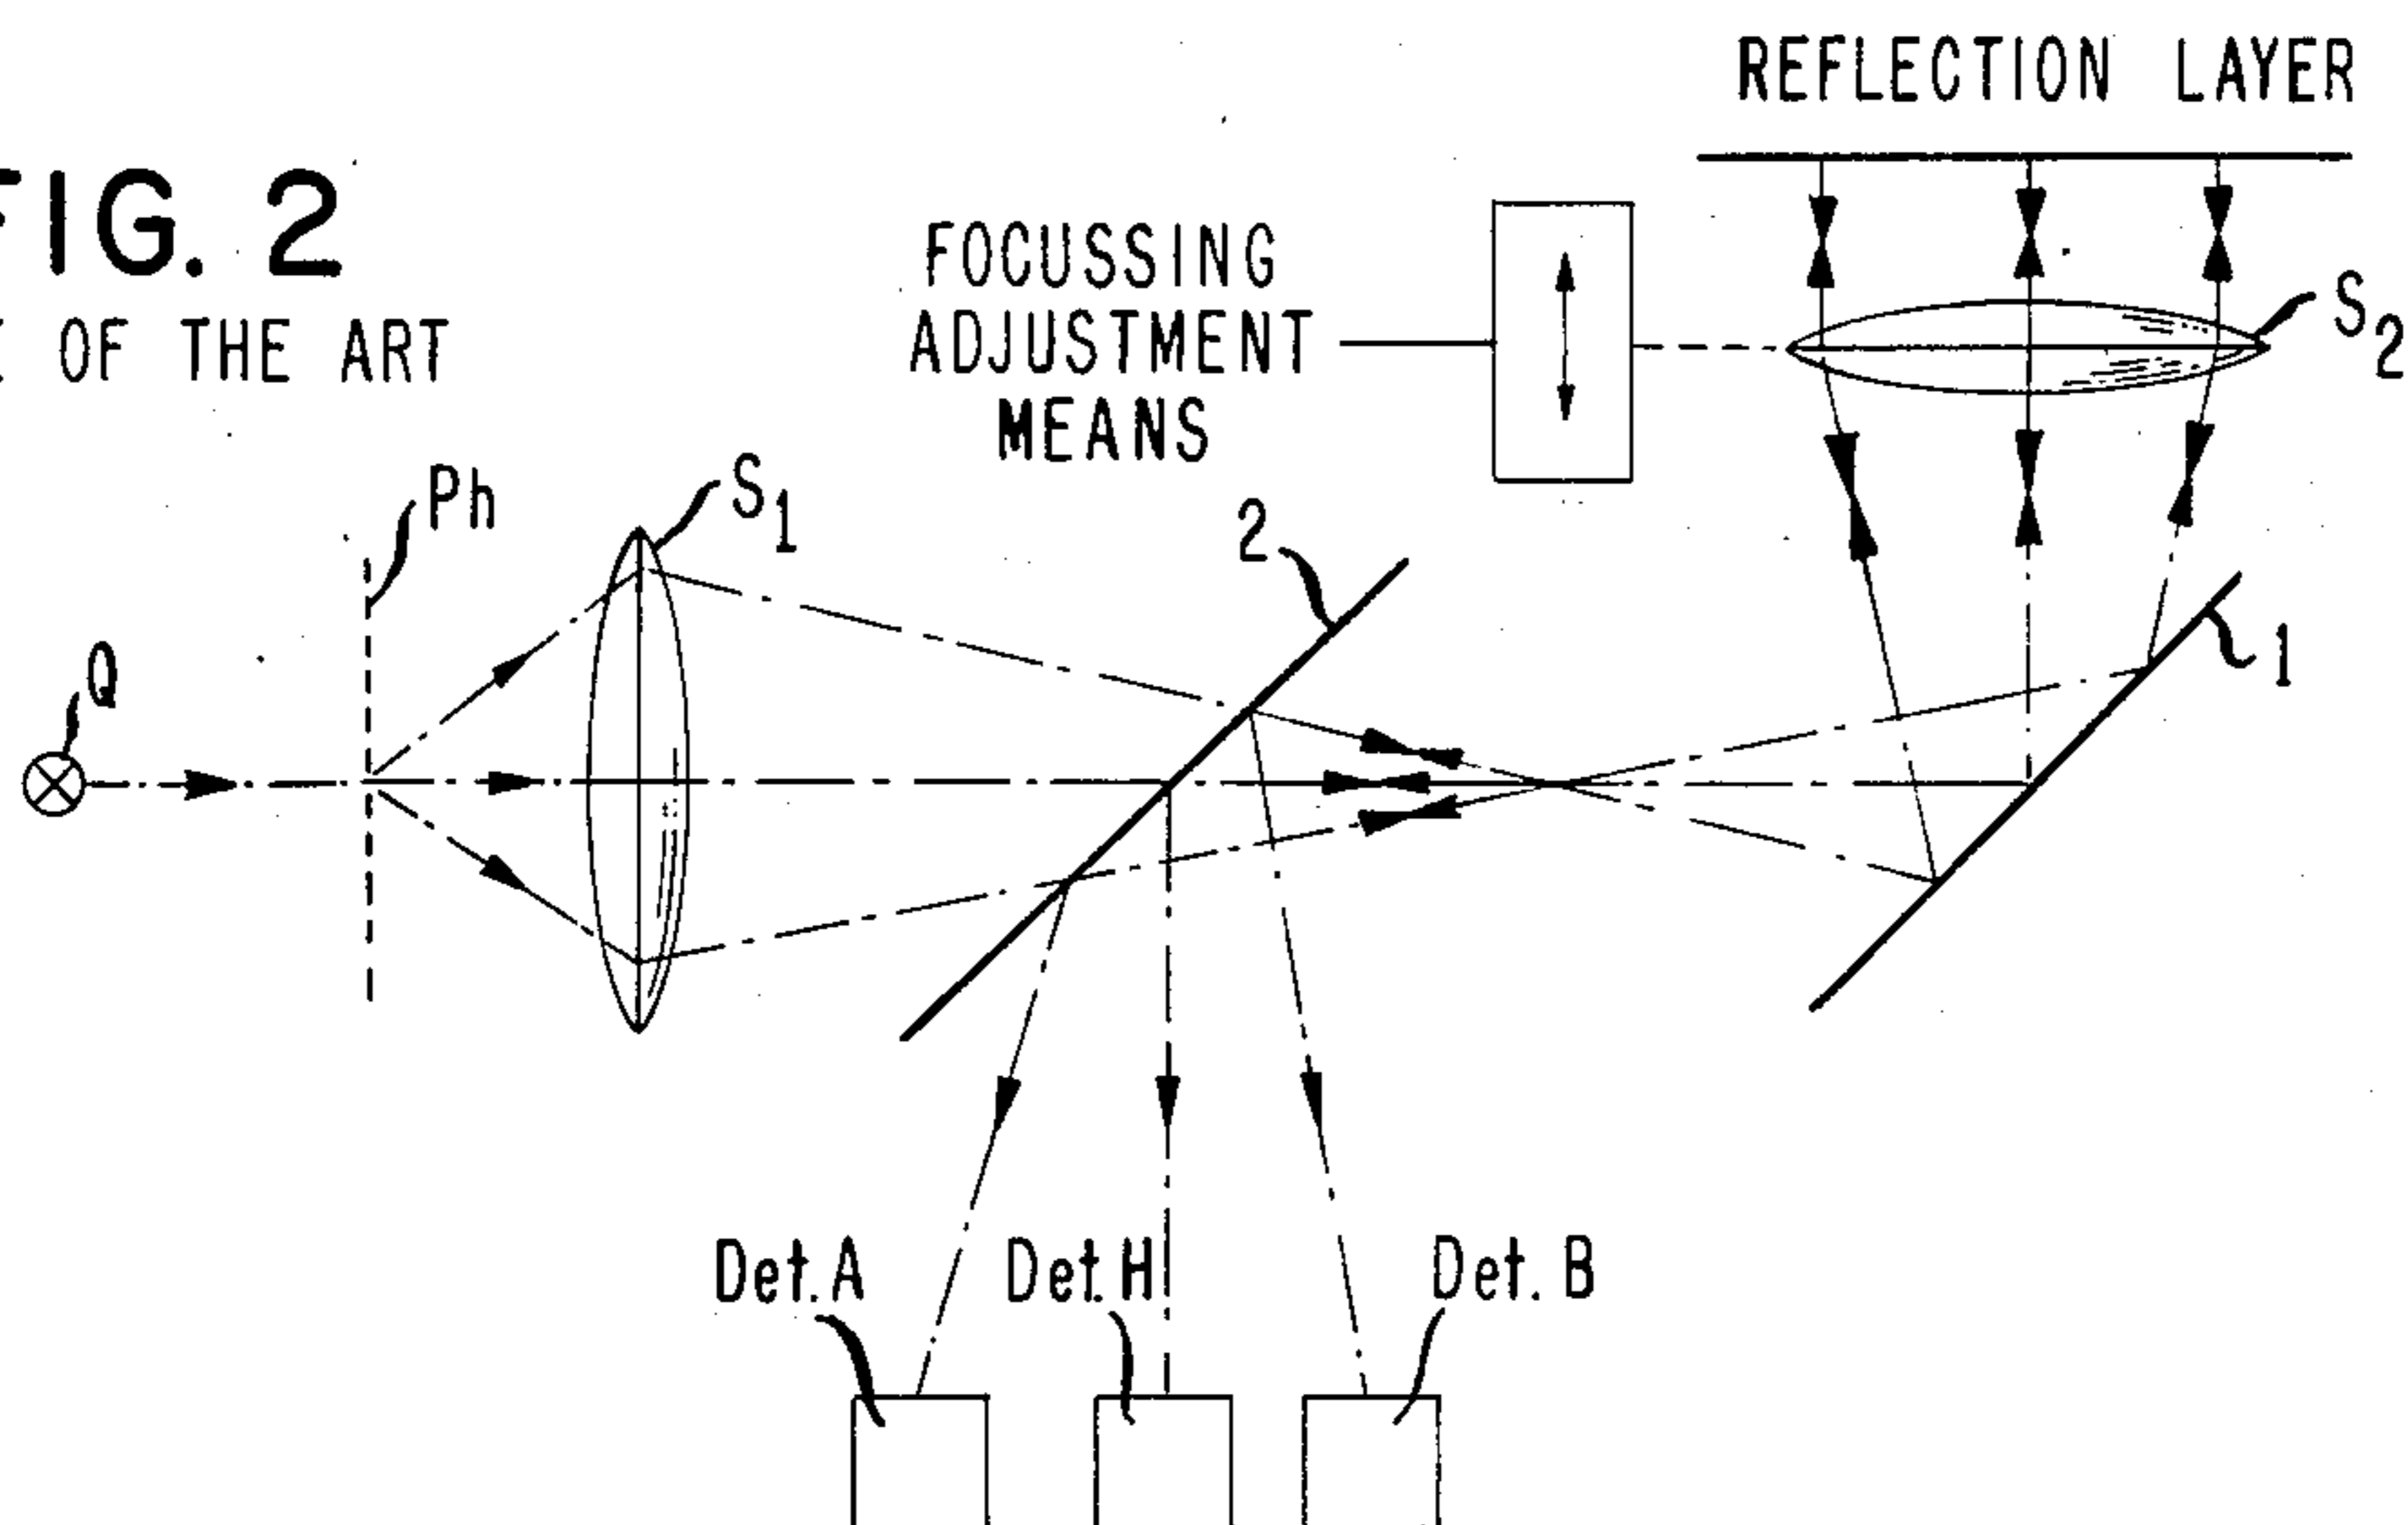 REFLECTION LAYER
FIG. 2
OF THE ART
FOCUSSING
ADJUSTMENT
MEANS
S2
Ph
S1
2
Q
1
Det. A
Det. H
Det. B